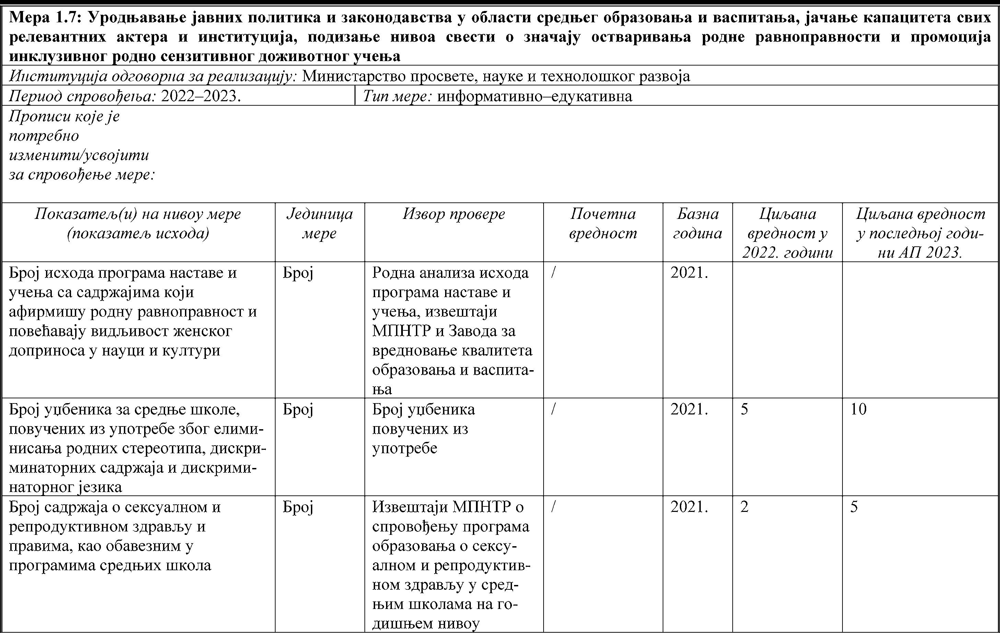 Мера 1.7: Уродњавање јавних политика и законодавства у области средњег образовања и васпитања, јачање капацитета свих
релевантних актера и институција, подизање нивоа свести о значају остваривања родне равноправности и промоција
инклузивног родно сензитивног доживотног учења
Институција одговорна за реализацију: Министарство просвете, науке и технолошког развоја
Период спровођења: 2022–2023.
Тип мере: информативно–едукативна
Прописи које је
потребно
изменити/усвојити
за спровођење мере:
Показатељ(и) на нивоу мере
(показатељ исхода)
Јединица
мере
Извор провере
Почетна
вредност
Базна
година
Циљана
вредност у
2022. години
Циљана вредност
у последњој годи-
ни АП 2023.
Број исхода програма наставе и
учења са садржајима који
афирмишу родну равноправност и
повећавају видљивост женског
доприноса у науци и култури
Број
Родна анализа исхода
програма наставе и
учења, извештаји
МПНТР и Завода за
вредновање квалитета
образовања и васпита-
ња
/
2021.
Број уџбеника за средње школе,
повучених из употребе због елими-
нисања родних стереотипа, дискри-
минаторних садржаја и дискрими-
наторног језика
Број
Број уџбеника
повучених из
употребе
/
2021.
5
10
Број садржаја о сексуалном и
репродуктивном здрављу и
правима, као обавезним у
програмима средњих школа
Број
Извештаји МПНТР о
спровођењу програма
образовања о сексу-
алном и репродуктив-
ном здрављу у сред-
њим школама на го-
дишњем нивоу
/
2021.
2
5